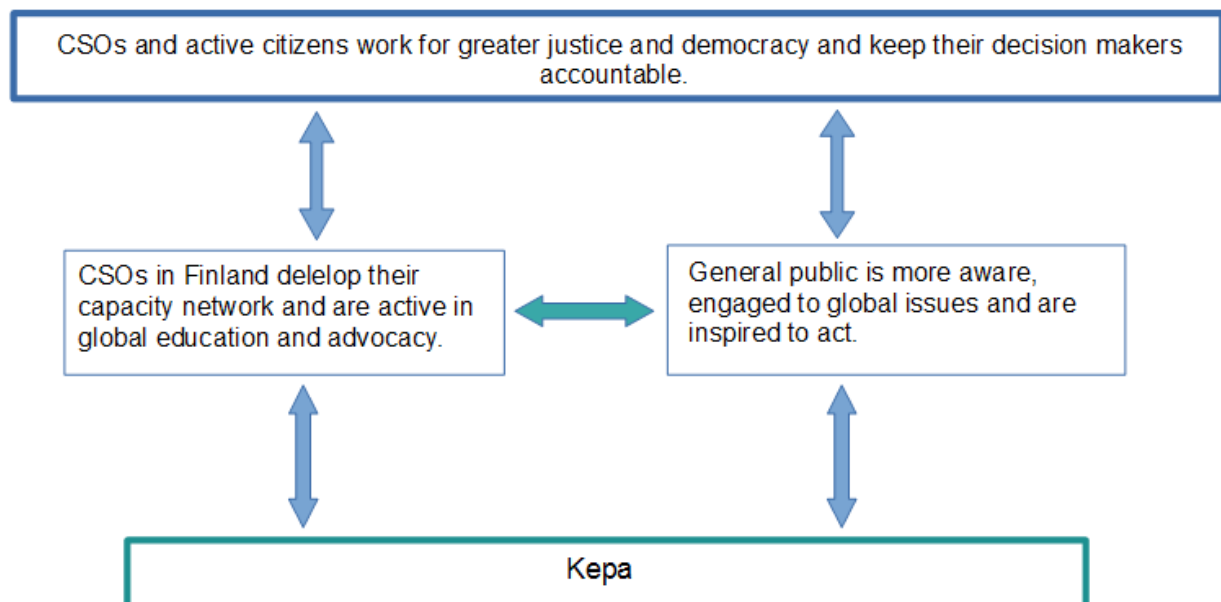 CSOs and active citizens work for greater justice and democracy and keep their decision makers
accountable.
CSOs in Finland delelop their
capacity network and are active in
global education and advocacy.
General public is more aware,
engaged to global issues and are
inspired to act.
Kepa